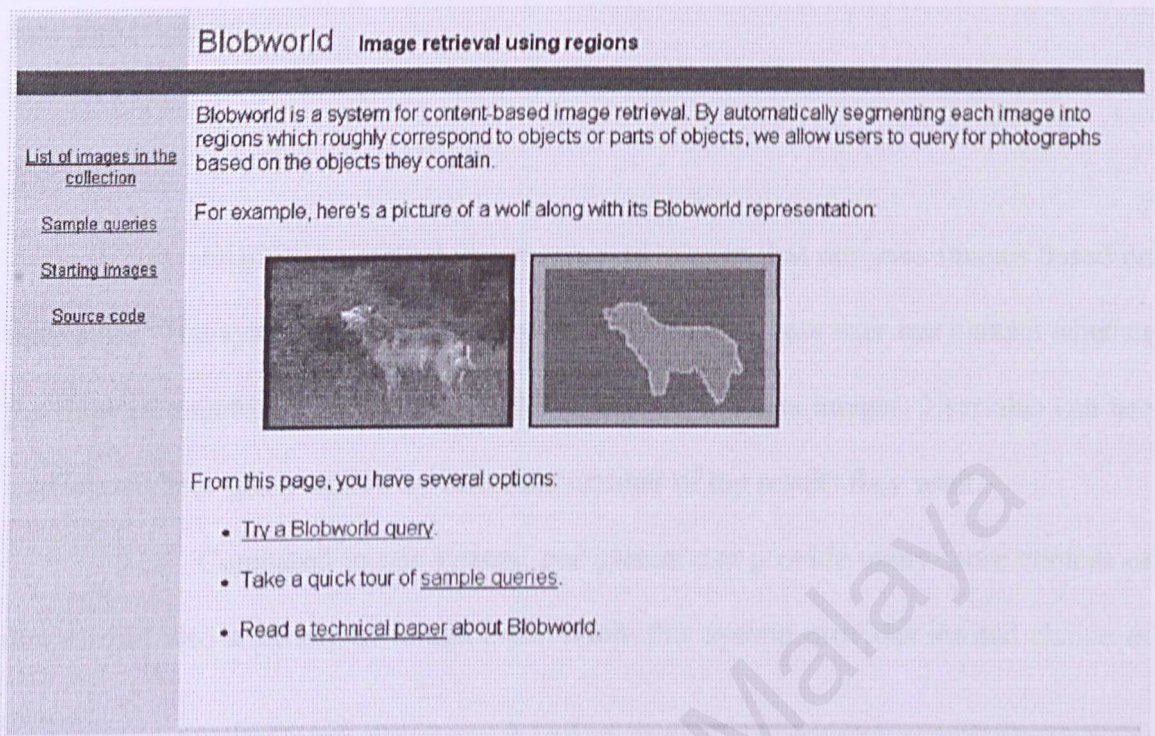 Blobworld Image retrieval using regions
List of images in the
collection
Sample queries
Starting images
Source code
Blobworld is a system for content-based image retrieval. By automatically segmenting each image into
regions which roughly correspond to objects or parts of objects, we allow users to query for photographs
based on the objects they contain.
For example, here's a picture of a wolf along with its Blobworld representation:
From this page, you have several options:
• Try a Blobworld query.
• Take a quick tour of sample queries.
• Read a technical paper about Blobworld.
Malaya